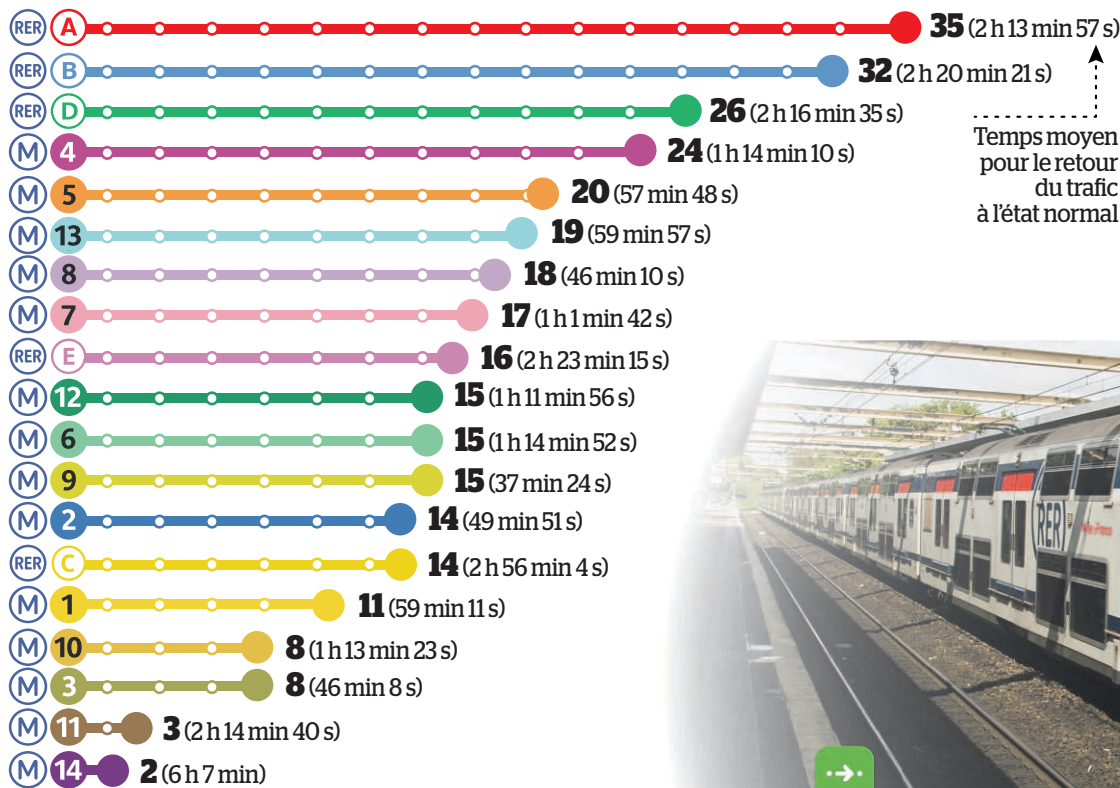 RER A 35 (2 h 13 min 57 s)
RER B 32 (2 h 20 min 21 s)
RER D 26 (2 h 16 min 35 s)
M 4 24 (1 h 14 min 10 s)
Temps moyen
pour le retour
du trafic
à l'état normal
M 5 20 (57 min 48 s)
M 13 19 (59 min 57 s)
M 8 18 (46 min 10 s)
M 7 17 (1 h 1 min 42 s)
RER E 16 (2 h 23 min 15 s)
M 12 15 (1 h 11 min 56 s)
M 6 15 (1 h 14 min 52 s)
M 9 15 (37 min 24 s)
M 2 14 (49 min 51 s)
RER C 14 (2 h 56 min 4 s)
M 1 11 (59 min 11 s)
M 10 8 (1 h 13 min 23 s)
M 3 8 (46 min 8 s)
M 11 3 (2 h 14 min 40 s)
M 14 2 (6 h 7 min)
RER